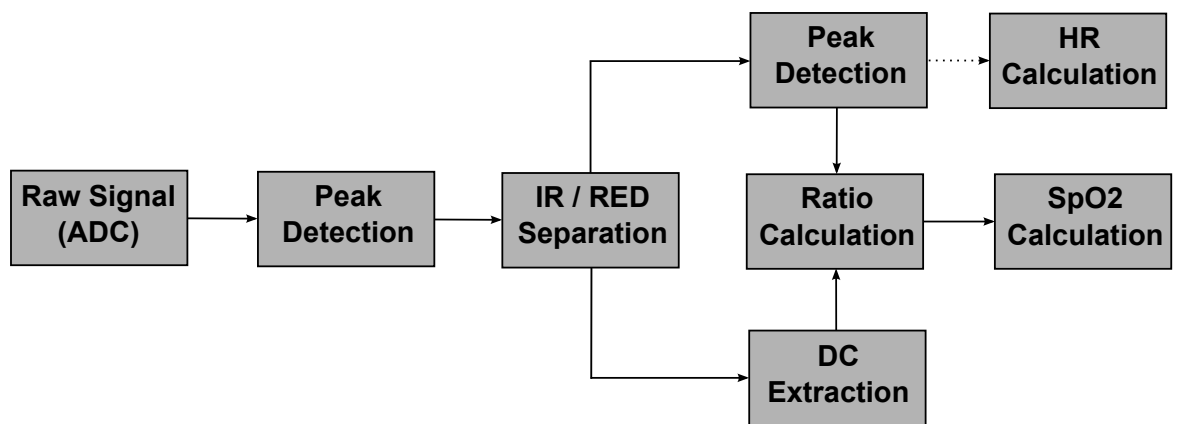 Peak
Detection
HR
Calculation
Raw Signal
(ADC)
Peak
Detection
IR / RED
Separation
Ratio
Calculation
SpO2
Calculation
DC
Extraction